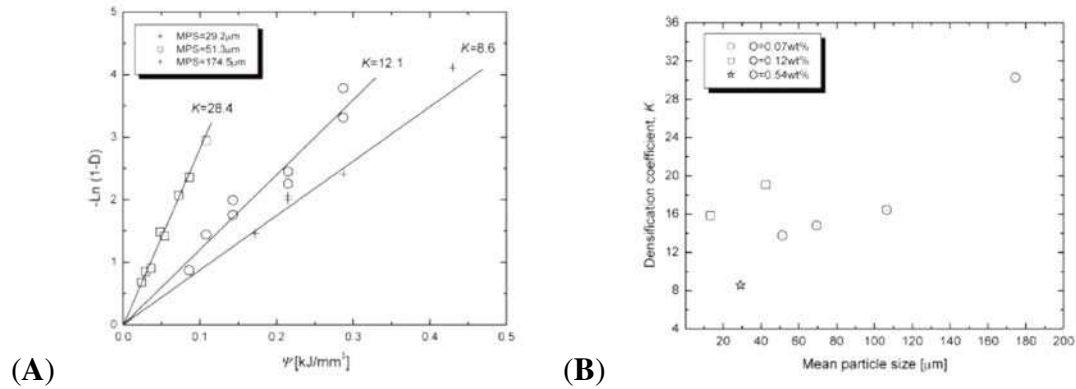 MPS=29.2μm
MPS=51.3μm
MPS=174.5μm
K=28.4
K=12.1
K=8.6
-Ln (1-D)
5
4
3
2
1
0
0.0 0.1 0.2 0.3 0.4 0.5
Ψ[kJ/mm³]
(A)
O=0.07wt%
O=0.12wt%
O=0.54wt%
Densification coefficient, K
36
32
28
24
20
16
12
8
4
0 20 40 60 80 100 120 140 160 180 200
Mean particle size [μm]
(B)